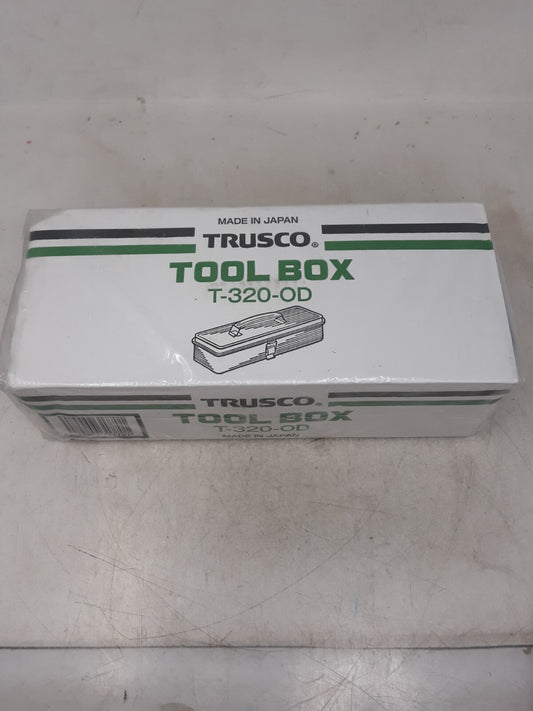 MADE IN JAPAN
TRUSCO®
TOOL BOX
T-320-OD
TRUSCO®
TOOL BOX
T-320-OD
MADE IN JAPAN